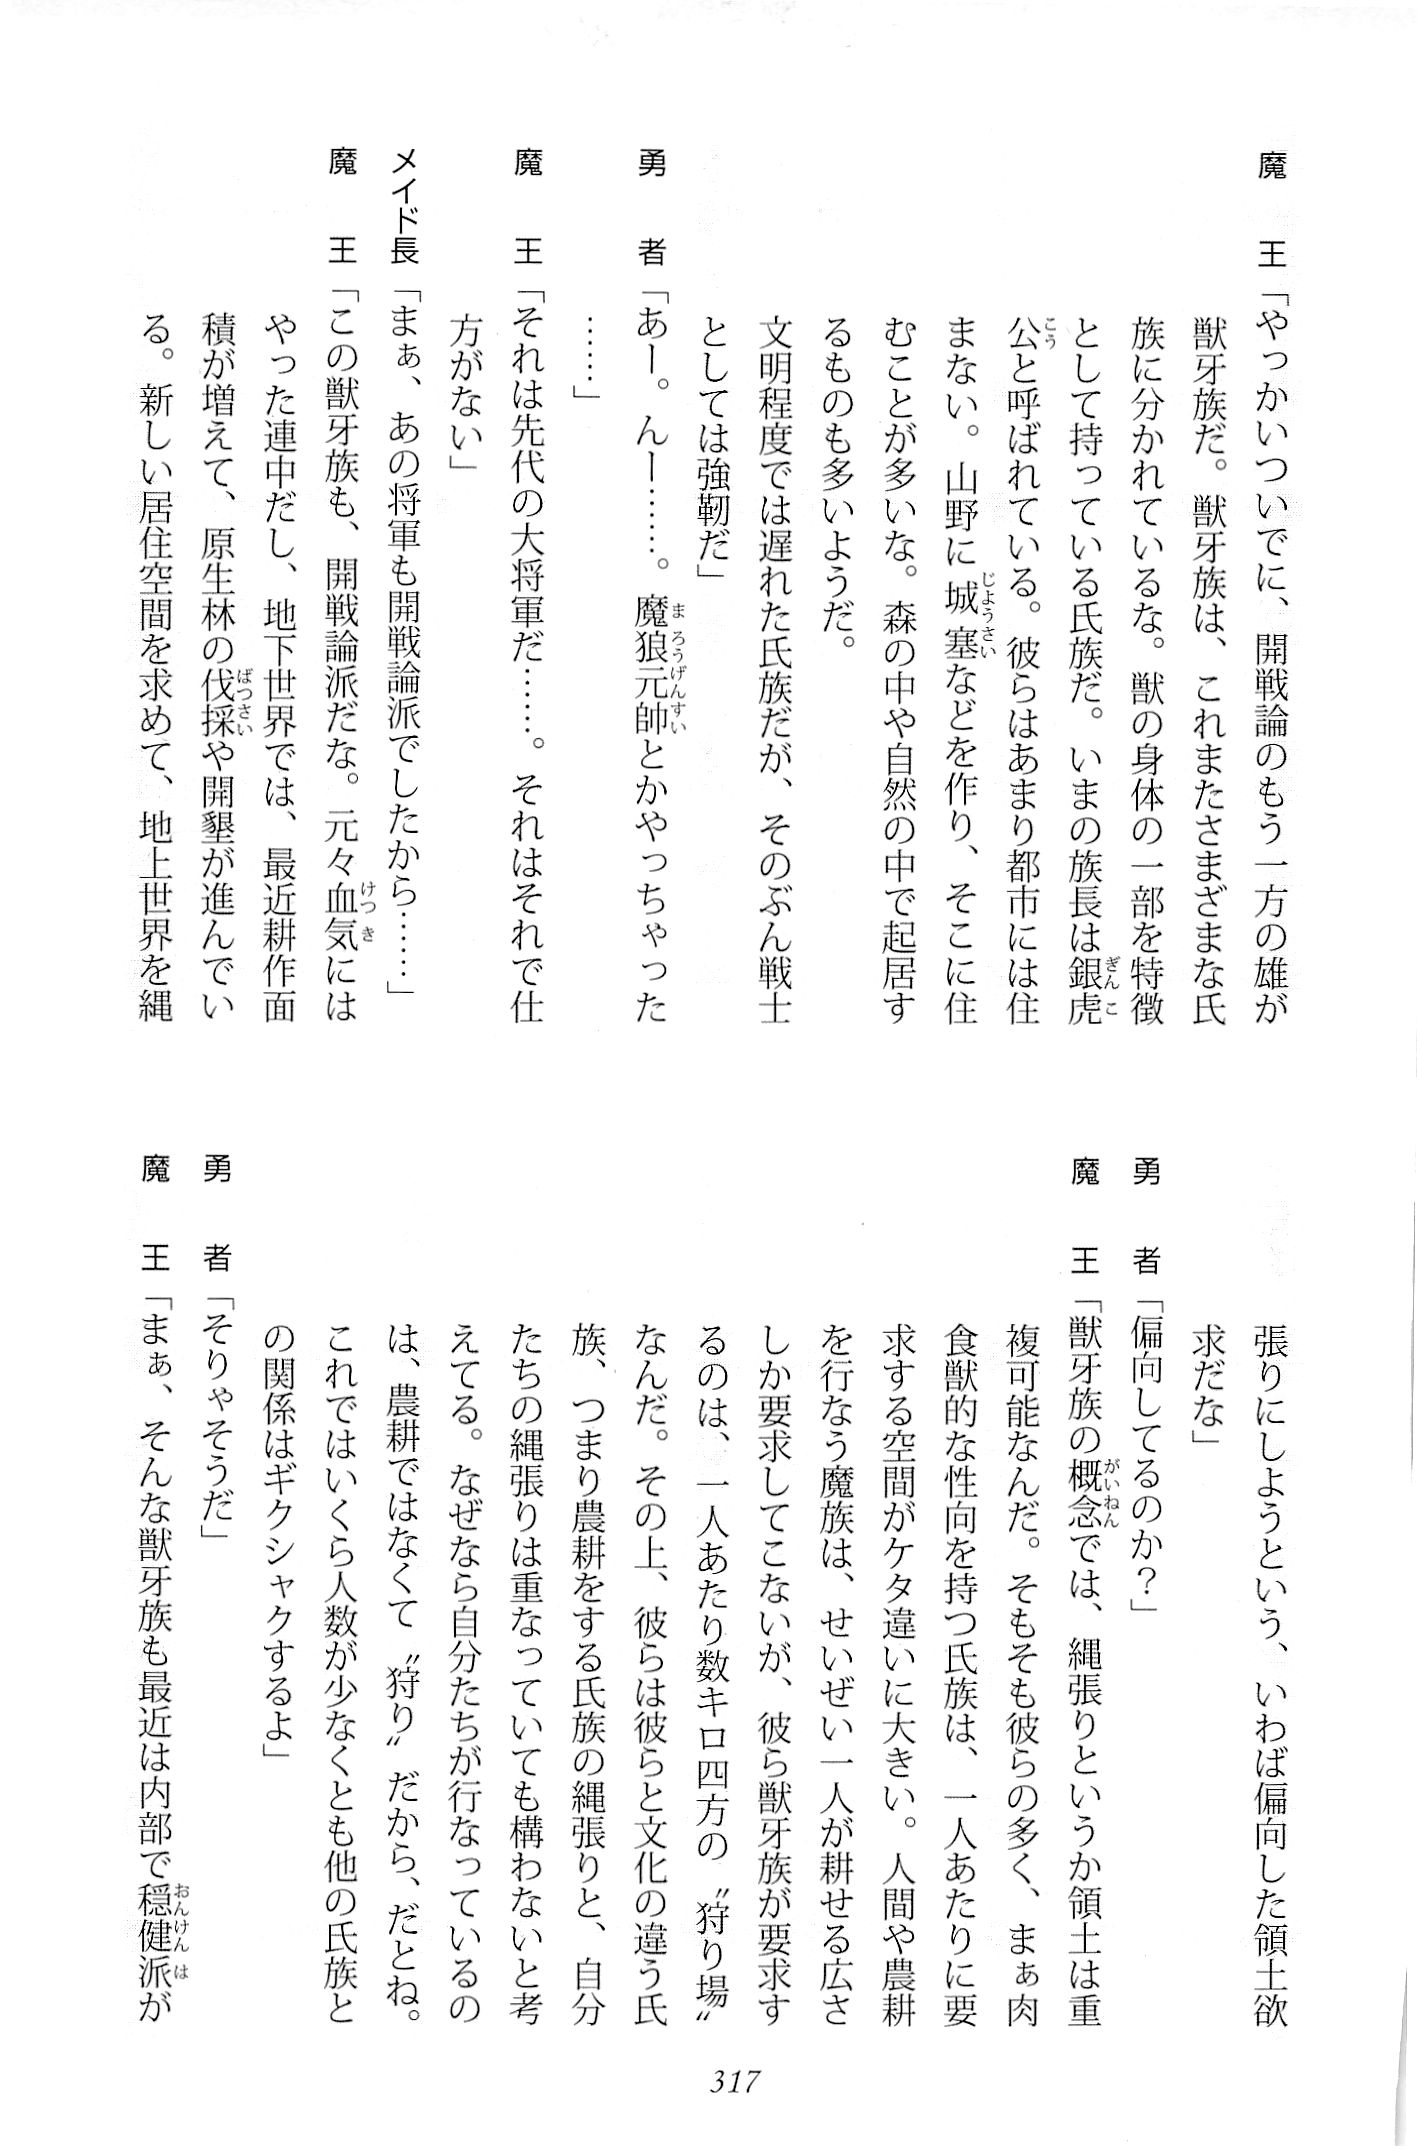 魔　王「やっかいついでに、開戦論のもう一方の雄が
獣牙族だ。獣牙族は、これまたさまざまな氏
族に分かれているな。獣の身体の一部を特徴
として持っている氏族だ。いまの族長は銀虎
公と呼ばれている。彼らはあまり都市には住
まない。山野に城塞などを作り、そこに住
むことが多いな。森の中や自然の中で起居す
るものも多いようだ。
文明程度では遅れた氏族だが、そのぶん戦士
としては強靭だ」
勇　者「あー。んー……。魔狼元帥とかやっちゃった
……」
魔　王「それは先代の大将軍だ……。それはそれで仕
方がない」
メイド長「まぁ、あの将軍も開戦論派でしたから……」
魔　王「この獣牙族も、開戦論派だな。元々血気には
やった連中だし、地下世界では、最近耕作面
積が増えて、原生林の伐採や開墾が進んでい
る。新しい居住空間を求めて、地上世界を縄
張りにしようという、いわば偏向した領土欲
求だな」
勇　者「偏向してるのか？」
魔　王「獣牙族の概念では、縄張りというか領土は重
複可能なんだ。そもそも彼らの多く、まぁ肉
食獣的な性向を持つ氏族は、一人あたりに要
求する空間がケタ違いに大きい。人間や農耕
を行なう魔族は、せいぜい一人が耕せる広さ
しか要求してこないが、彼ら獣牙族が要求す
るのは、一人あたり数キロ四方の〝狩り場〟
なんだ。その上、彼らは彼らと文化の違う氏
族、つまり農耕をする氏族の縄張りと、自分
たちの縄張りは重なっていても構わないと考
えてる。なぜなら自分たちが行なっているの
は、農耕ではなくて〝狩り〟だから、だとね。
これではいくら人数が少なくとも他の氏族と
の関係はギクシャクするよ」
勇　者「そりゃそうだ」
魔　王「まぁ、そんな獣牙族も最近は内部で穏健派が
317